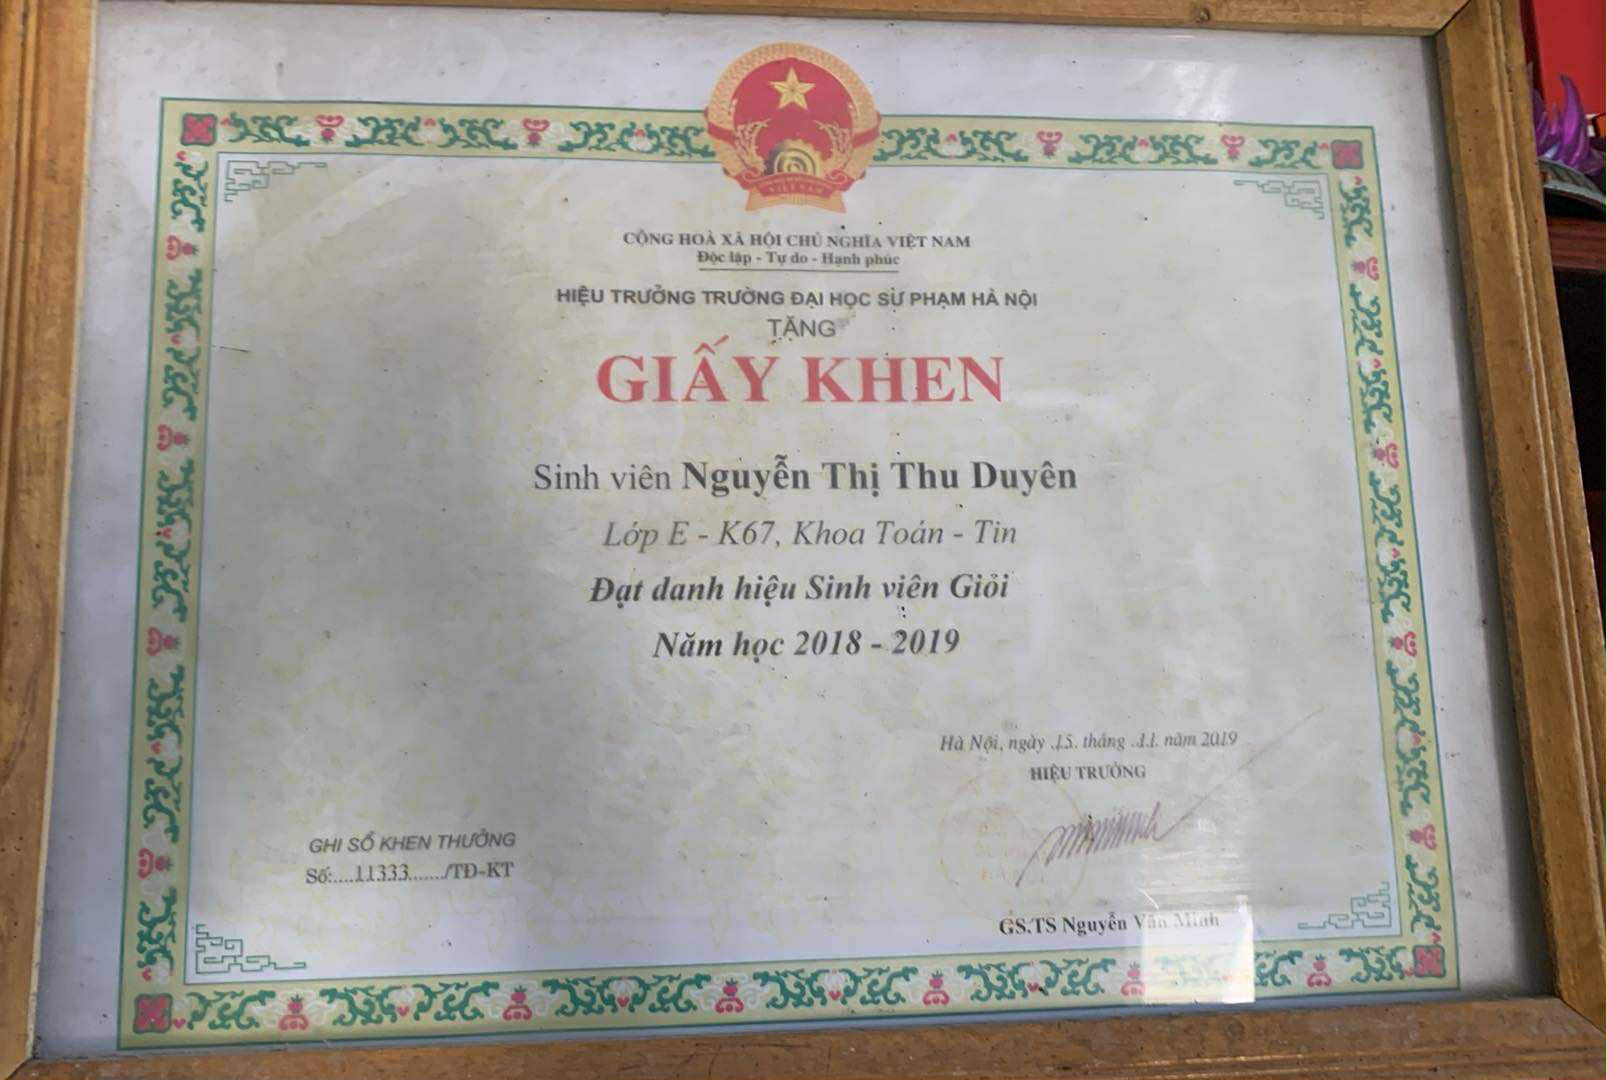 VIỆT NAM
CỘNG HOÀ XÃ HỘI CHỦ NGHĨA VIỆT NAM
Độc lập - Tự do - Hạnh phúc
HIỆU TRƯỞNG TRƯỜNG ĐẠI HỌC SƯ PHẠM HÀ NỘI
TẶNG
GIẤY KHEN
Sinh viên Nguyễn Thị Thu Duyên
Lớp E - K67, Khoa Toán - Tin
Đạt danh hiệu Sinh viên Giỏi
Năm học 2018 - 2019
Hà Nội, ngày .15. tháng .11. năm 2019
HIỆU TRƯỞNG
GHI SỔ KHEN THƯỞNG
Số:....11333....../TĐ-KT
GS.TS Nguyễn Văn Minh